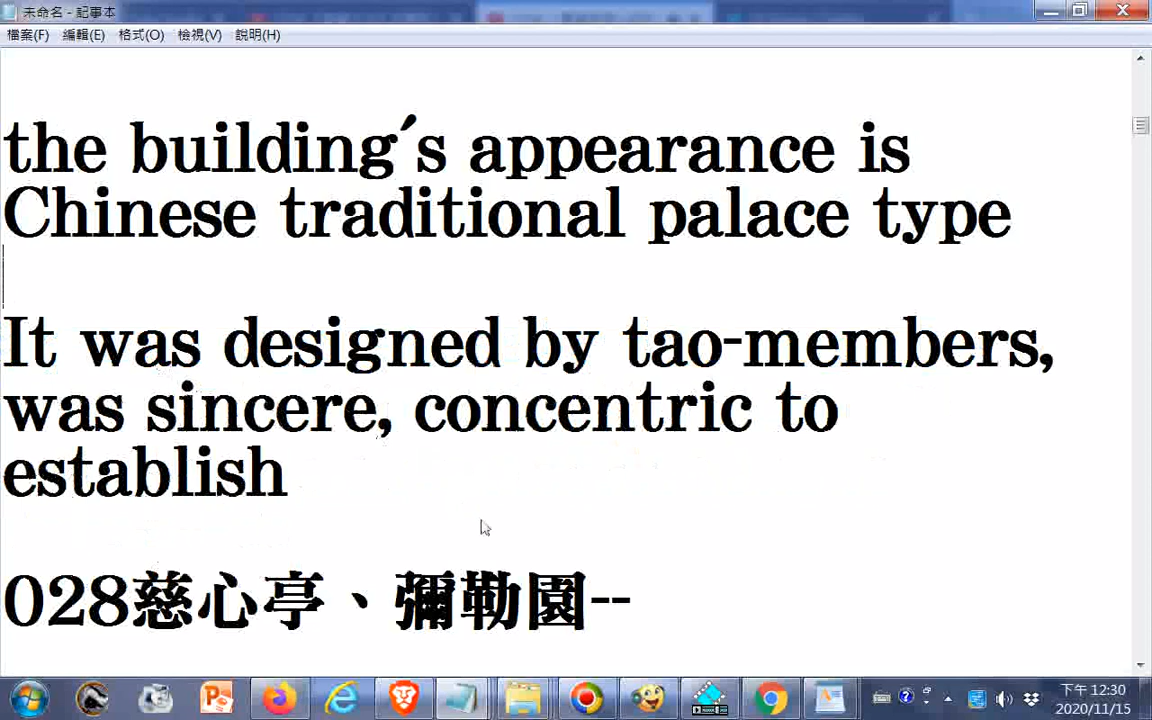 未命名 - 記事本
檔案(F) 編輯(E) 格式(O) 檢視(V) 說明(H)
the building's appearance is
Chinese traditional palace type
It was designed by tao-members,
was sincere, concentric to
establish
028慈心亭、彌勒園--
下午 12:30
2020/11/15